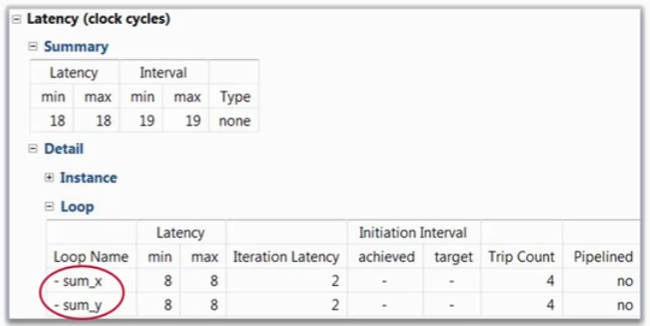 Latency (clock cycles)
Summary
Latency Interval
min max min max Type
18 18 19 19 none
Detail
Instance
Loop
Latency Initiation Interval
Loop Name min max Iteration Latency achieved target Trip Count Pipelined
- sum_x 8 8 2 - - 4 no
- sum_y 8 8 2 - - 4 no